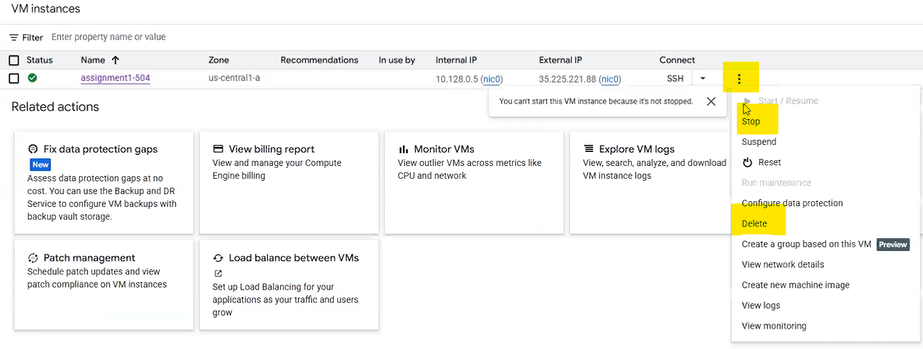 VM instances
Filter Enter property name or value
Status Name Zone Recommendations In use by Internal IP External IP Connect
assignment1-504 us-central1-a 10.128.0.5 (nic0) 35.225.221.88 (nic0) SSH
You can't start this VM instance because it's not stopped.
Start / Resume
Stop
Suspend
Reset
Run maintenance
Configure data protection
Delete
Create a group based on this VM Preview
View network details
Create new machine image
View logs
View monitoring
Related actions
Fix data protection gaps
New
Assess data protection gaps at no
cost. You can use the Backup and DR
Service to configure VM backups with
backup vault storage.
View billing report
View and manage your Compute
Engine billing
Monitor VMs
View outlier VMs across metrics like
CPU and network
Explore VM logs
View, search, analyze, and download
VM instance logs
Patch management
Schedule patch updates and view
patch compliance on VM instances
Load balance between VMs
Set up Load Balancing for your
applications as your traffic and users
grow